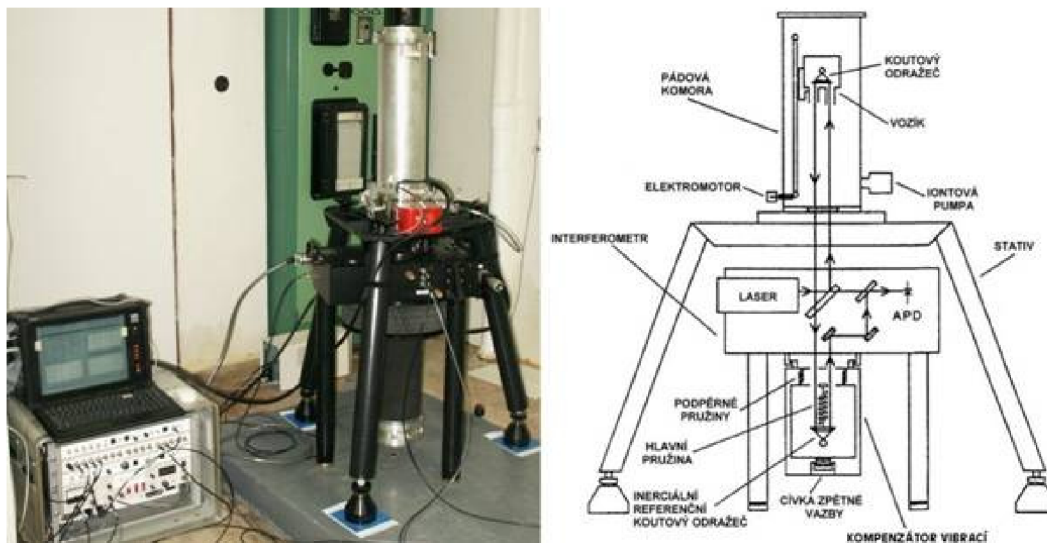 KOUTOVÝ
ODRAŽEČ
PÁDOVÁ
KOMORA
VOZÍK
ELEKTROMOTOR
IONTOVÁ
PUMPA
INTERFEROMETR
STATIV
LASER
APD
PODPĚRNÉ
PRUŽINY
HLAVNÍ
PRUŽINA
INERCIÁLNÍ
REFERENČNÍ
KOUTOVÝ ODRAŽEČ
CÍVKA ZPĚTNÉ
VAZBY
KOMPENZÁTOR VIBRACÍ